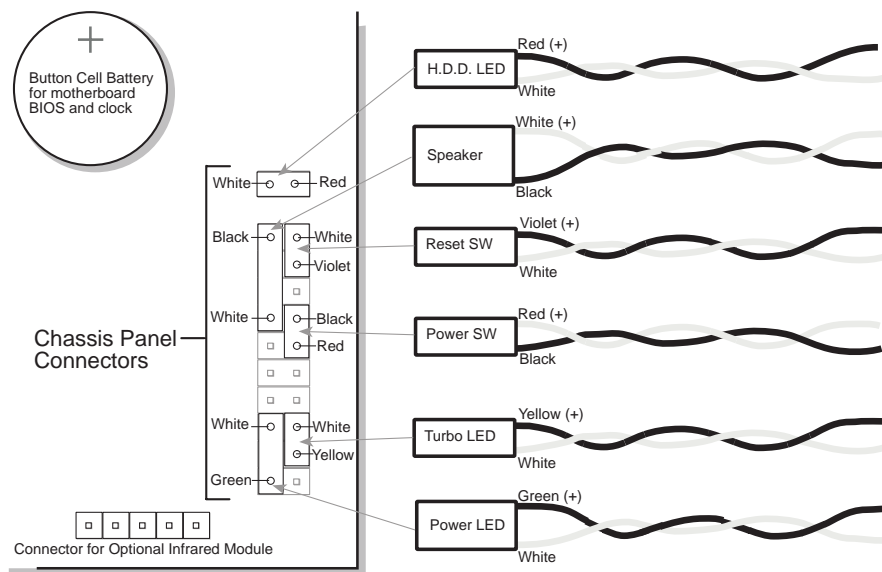 Button Cell Battery
for motherboard
BIOS and clock
H.D.D. LED
Red (+)
White
Speaker
White (+)
Black
Reset SW
Violet (+)
White
Power SW
Red (+)
Black
Turbo LED
Yellow (+)
White
Power LED
Green (+)
White
Chassis Panel
Connectors
White
Red
Black
White
Violet
White
Black
Red
White
White
Yellow
Green
Connector for Optional Infrared Module